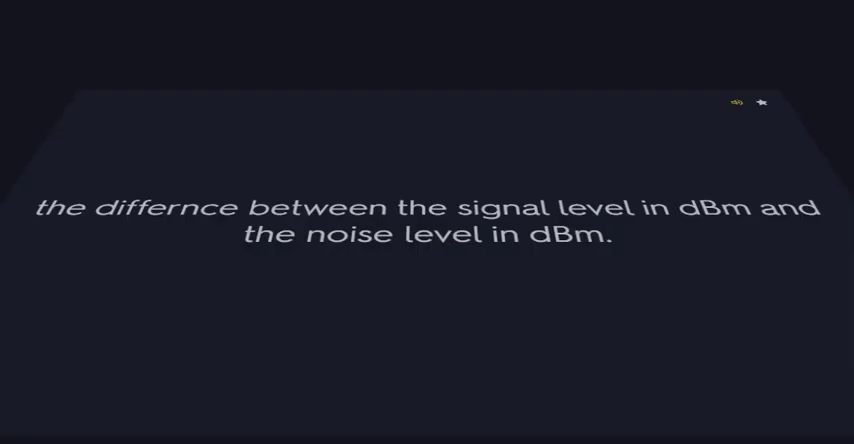 the differnce between the signal level in dBm and
the noise level in dBm.